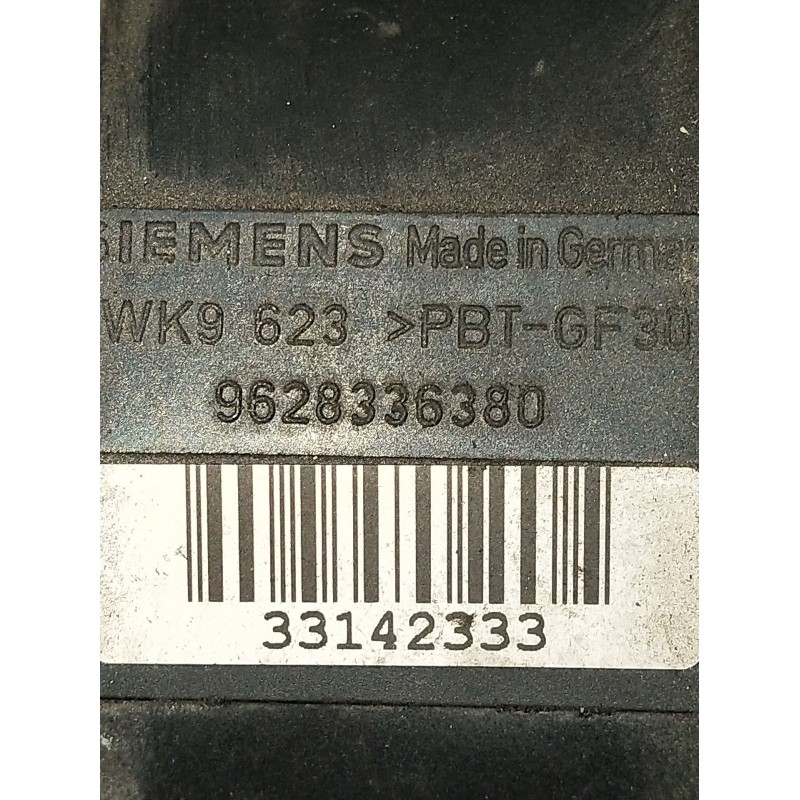 SIEMENS Made in German
WK9 623 >PBT-GF30
9628336380
33142333